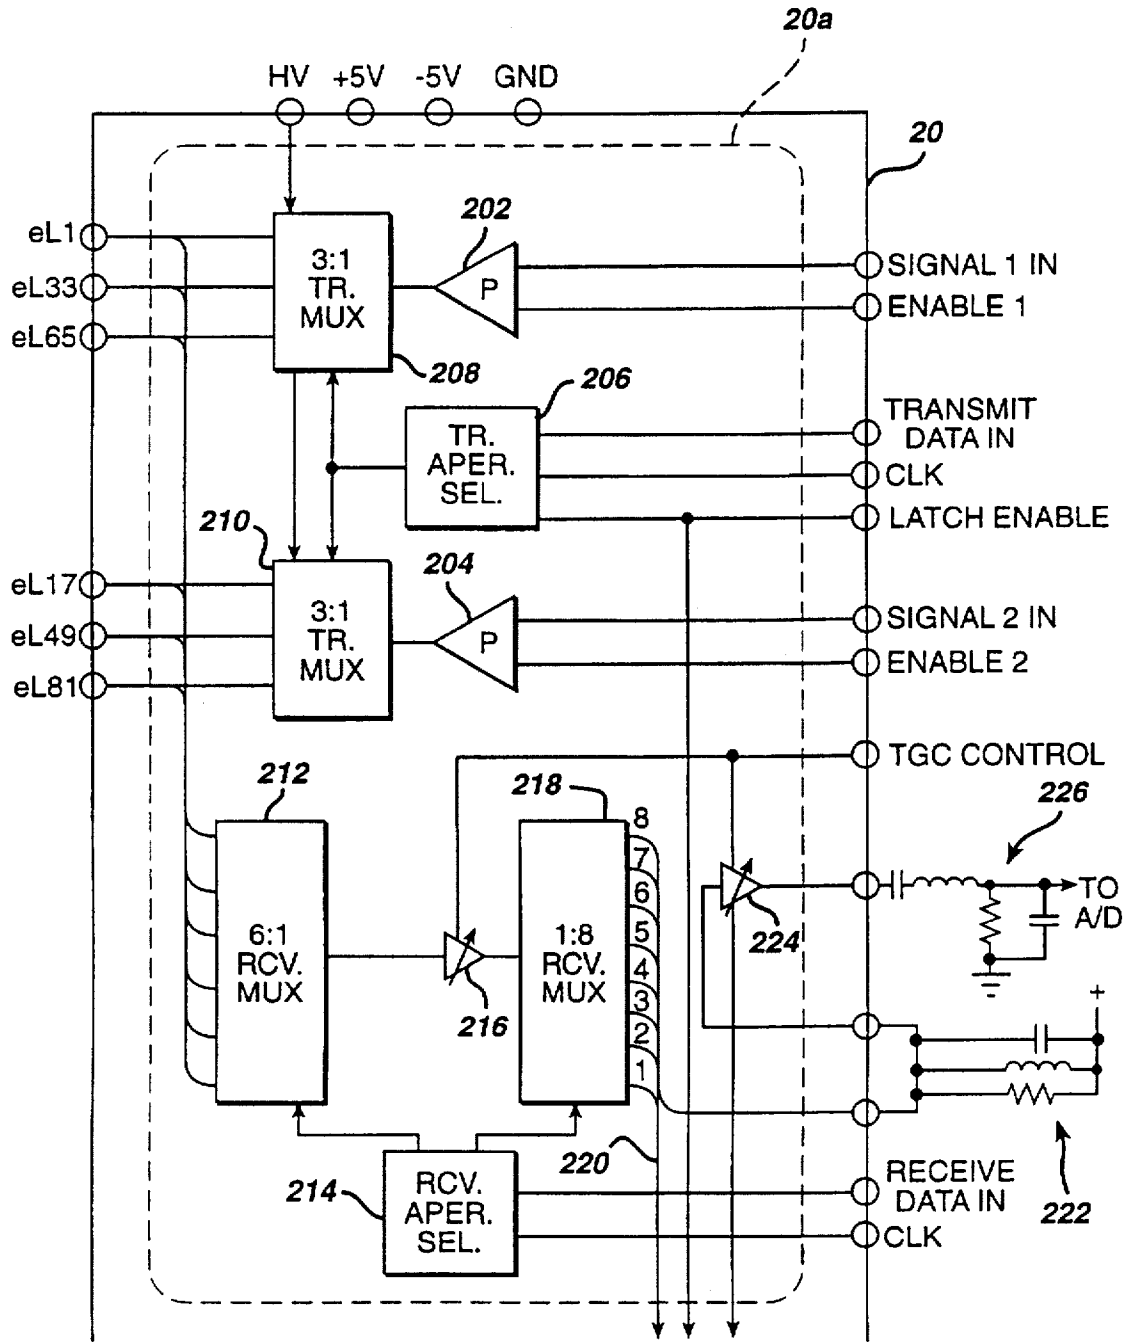 20a
HV +5V -5V GND
20
eL1
eL33
eL65
3:1
TR.
MUX
202
P
SIGNAL 1 IN
ENABLE 1
208
206
TR.
APER.
SEL.
TRANSMIT
DATA IN
CLK
LATCH ENABLE
210
eL17
eL49
eL81
3:1
TR.
MUX
204
P
SIGNAL 2 IN
ENABLE 2
TGC CONTROL
212
218
226
6:1
RCV.
MUX
216
1:8
RCV.
MUX
8
7
6
5
4
3
2
1
224
TO
A/D
+
222
220
214
RCV.
APER.
SEL.
RECEIVE
DATA IN
CLK